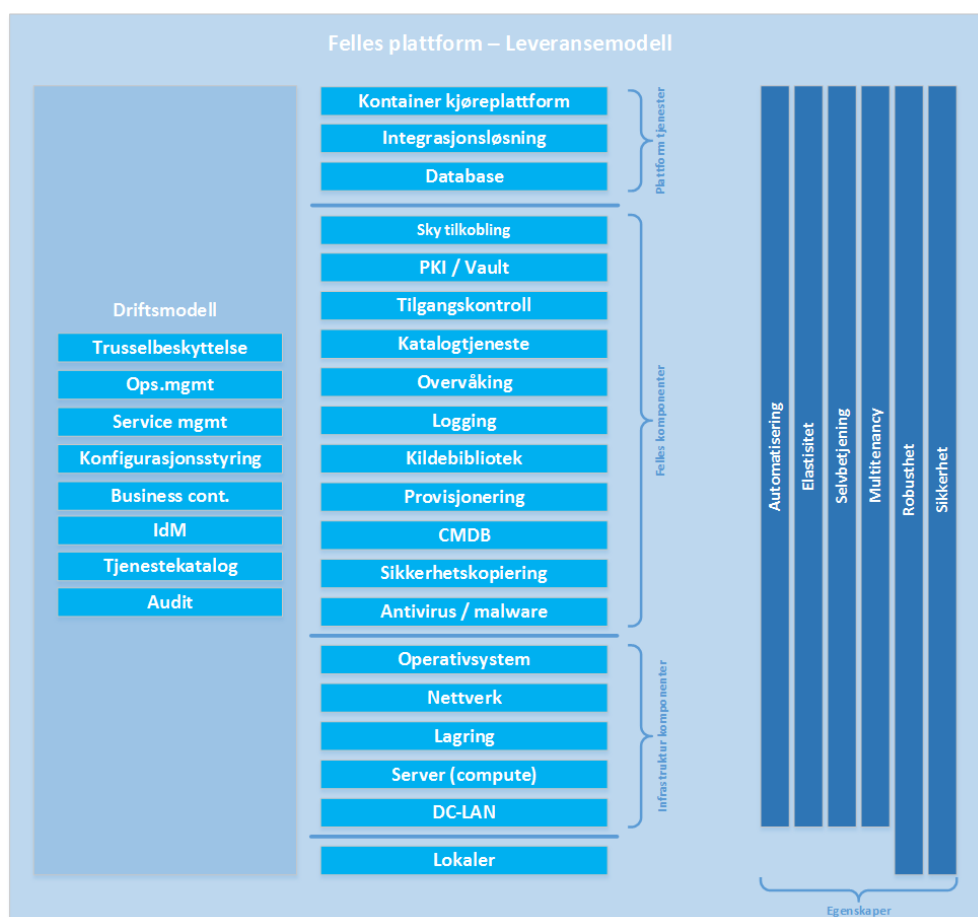 Felles plattform – Leveransemodell
Driftsmodell
Trusselbeskyttelse
Ops.mgmt
Service mgmt
Konfigurasjonsstyring
Business cont.
IdM
Tjenestekatalog
Audit
Kontainer kjøreplattform
Integrasjonsløsning
Database
Plattform tjenester
Sky tilkobling
PKI / Vault
Tilgangskontroll
Katalogtjeneste
Overvåking
Logging
Kildebibliotek
Provisjonering
CMDB
Sikkerhetskopiering
Antivirus / malware
Felles komponenter
Operativsystem
Nettverk
Lagring
Server (compute)
DC-LAN
Infrastruktur komponenter
Lokaler
Automatisering
Elastisitet
Selvbetjening
Multitenancy
Robusthet
Sikkerhet
Egenskaper